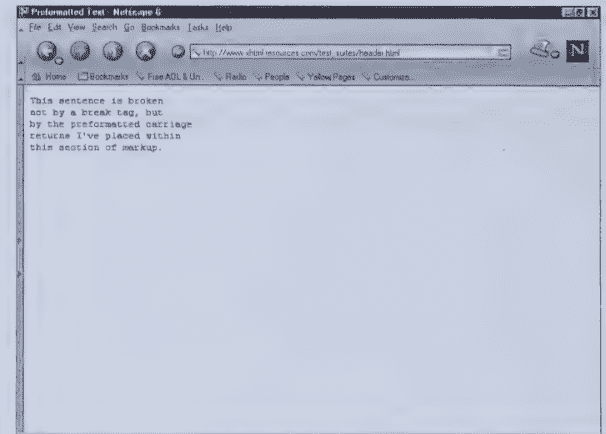 Preformatted Text - Netscape 6
File Edit View Search Go Bookmarks Tasks Help
http://www.xhtml-resources.com/test_suites/header.html
N
Home Bookmarks Free AOL & Un... Radio People Yellow Pages Customize...
This sentence is broken
not by a break tag, but
by the preformatted carriage
returns I've placed within
this section of markup.